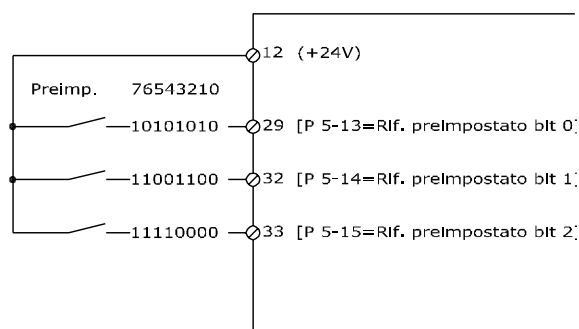 12 (+24V)
Preimp. 76543210
10101010 29 [P 5-13=Rif. preimpostato bit 0]
11001100 32 [P 5-14=Rif. preimpostato bit 1]
11110000 33 [P 5-15=Rif. preimpostato bit 2]